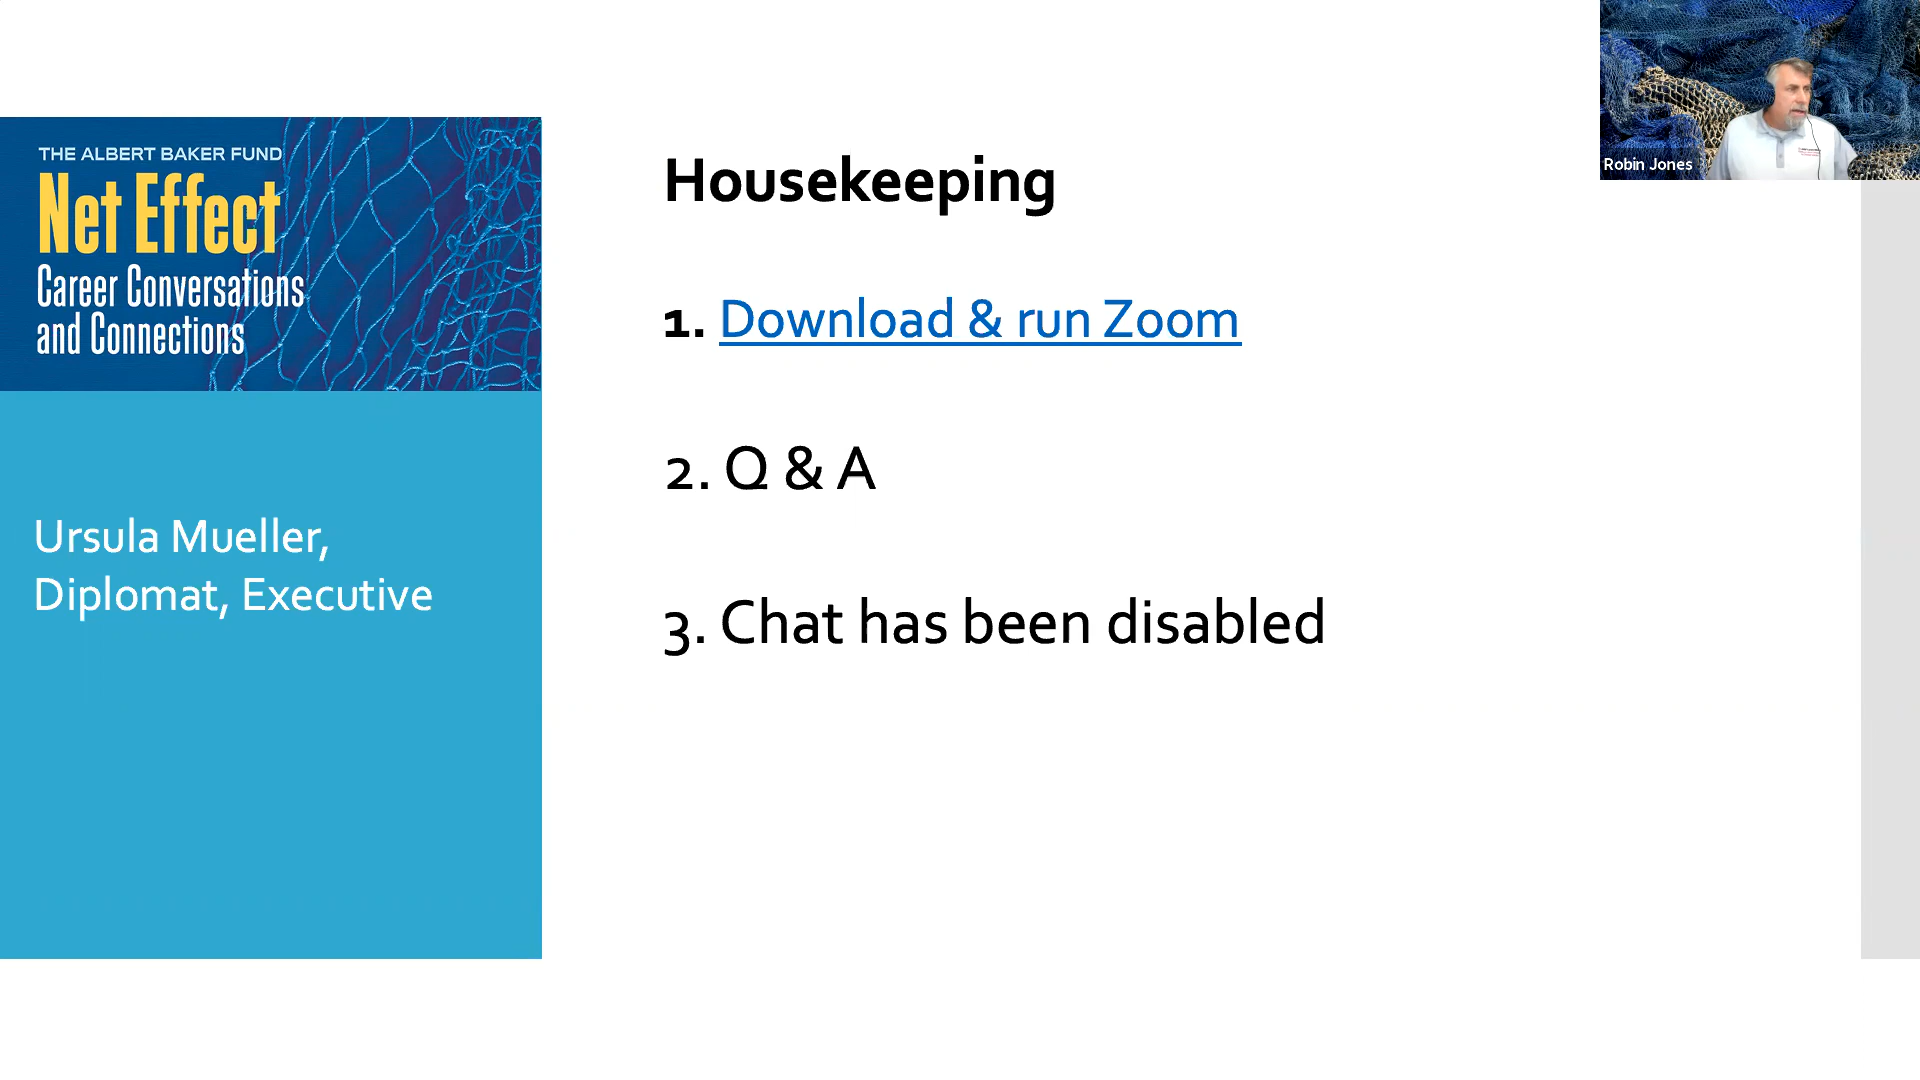 THE ALBERT BAKER FUND
Net Effect
Career Conversations
and Connections
Ursula Mueller,
Diplomat, Executive
Housekeeping
1. Download & run Zoom
2. Q & A
3. Chat has been disabled
Robin Jones